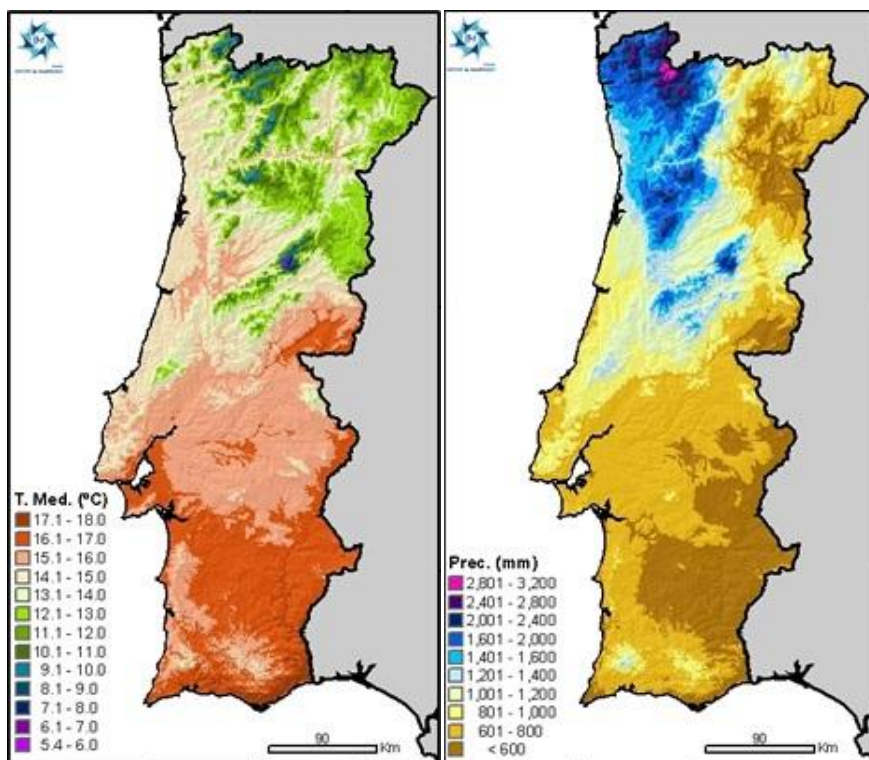 T. Med. (ºC)
17.1 - 18.0
16.1 - 17.0
15.1 - 16.0
14.1 - 15.0
13.1 - 14.0
12.1 - 13.0
11.1 - 12.0
10.1 - 11.0
9.1 - 10.0
8.1 - 9.0
7.1 - 8.0
6.1 - 7.0
5.4 - 6.0
90
Km
Prec. (mm)
2,801 - 3,200
2,401 - 2,800
2,001 - 2,400
1,601 - 2,000
1,401 - 1,600
1,201 - 1,400
1,001 - 1,200
801 - 1,000
601 - 800
< 600
90
Km